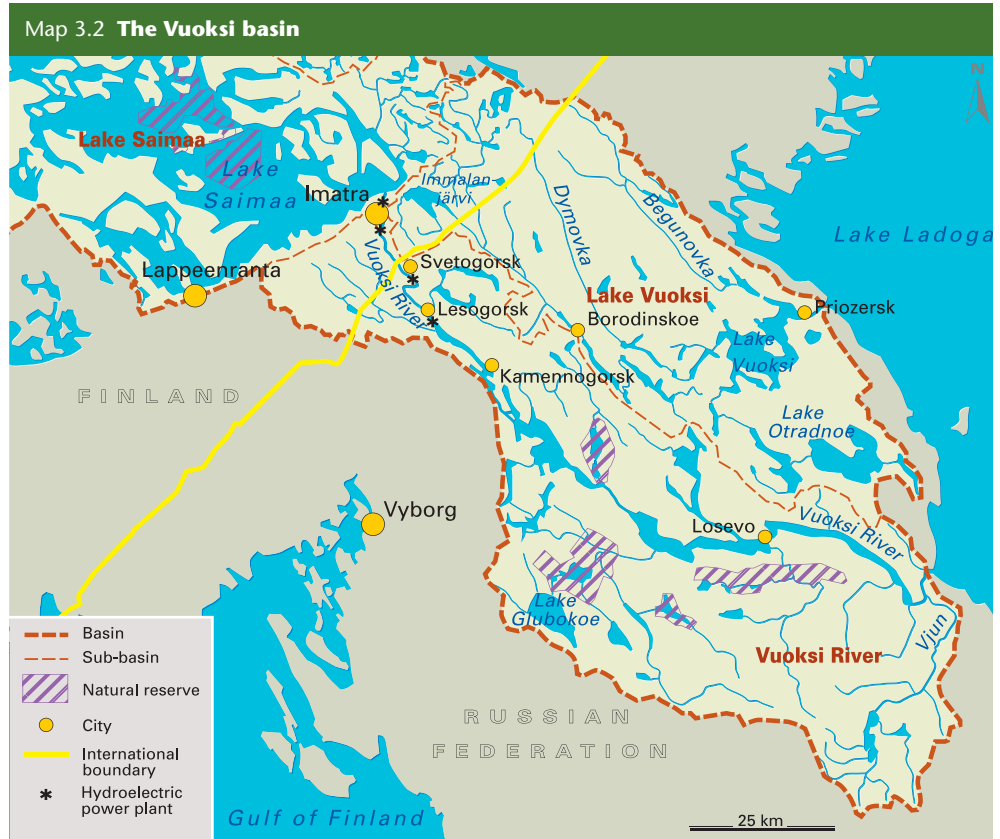 Map 3.2 The Vuoksi basin
N
Lake Saimaa
Lake
Saimaa
Imatra
Immalan-
järvi
Dymovka
Begunovka
Lake Ladoga
Vuoksi River
Svetogorsk
Lappeenranta
Lake Vuoksi
Lesogorsk
Borodinskoe
Priozersk
Lake
Vuoksi
Kamennogorsk
FINLAND
Lake
Otradnoe
Vyborg
Losevo
Vuoksi River
Lake
Glubokoe
Vjun
Vuoksi River
RUSSIAN
FEDERATION
Gulf of Finland
25 km
Basin
Sub-basin
Natural reserve
City
International
boundary
Hydroelectric
power plant